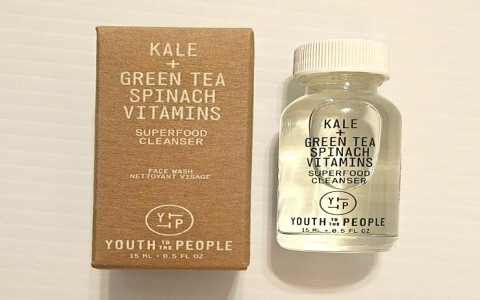 KALE
+
GREEN TEA
SPINACH
VITAMINS
SUPERFOOD
CLEANSER
FACE WASH
NETTOYANT VISAGE
Y TTP
YOUTH TO THE PEOPLE
15 ML • 0.5 FL OZ
KALE
+
GREEN TEA
SPINACH
VITAMINS
SUPERFOOD
CLEANSER
Y TTP
YOUTH TO THE PEOPLE
15 ML • 0.5 FL OZ